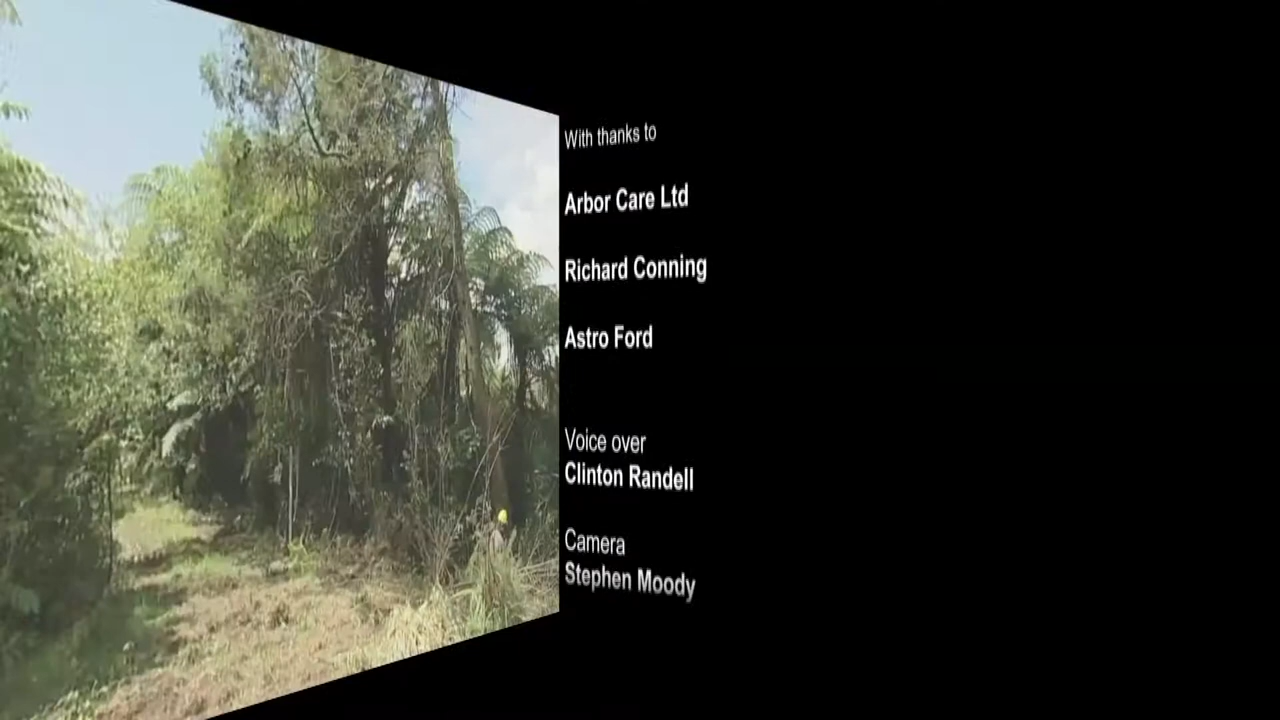 With thanks to
Arbor Care Ltd
Richard Conning
Astro Ford
Voice over
Clinton Randell
Camera
Stephen Moody